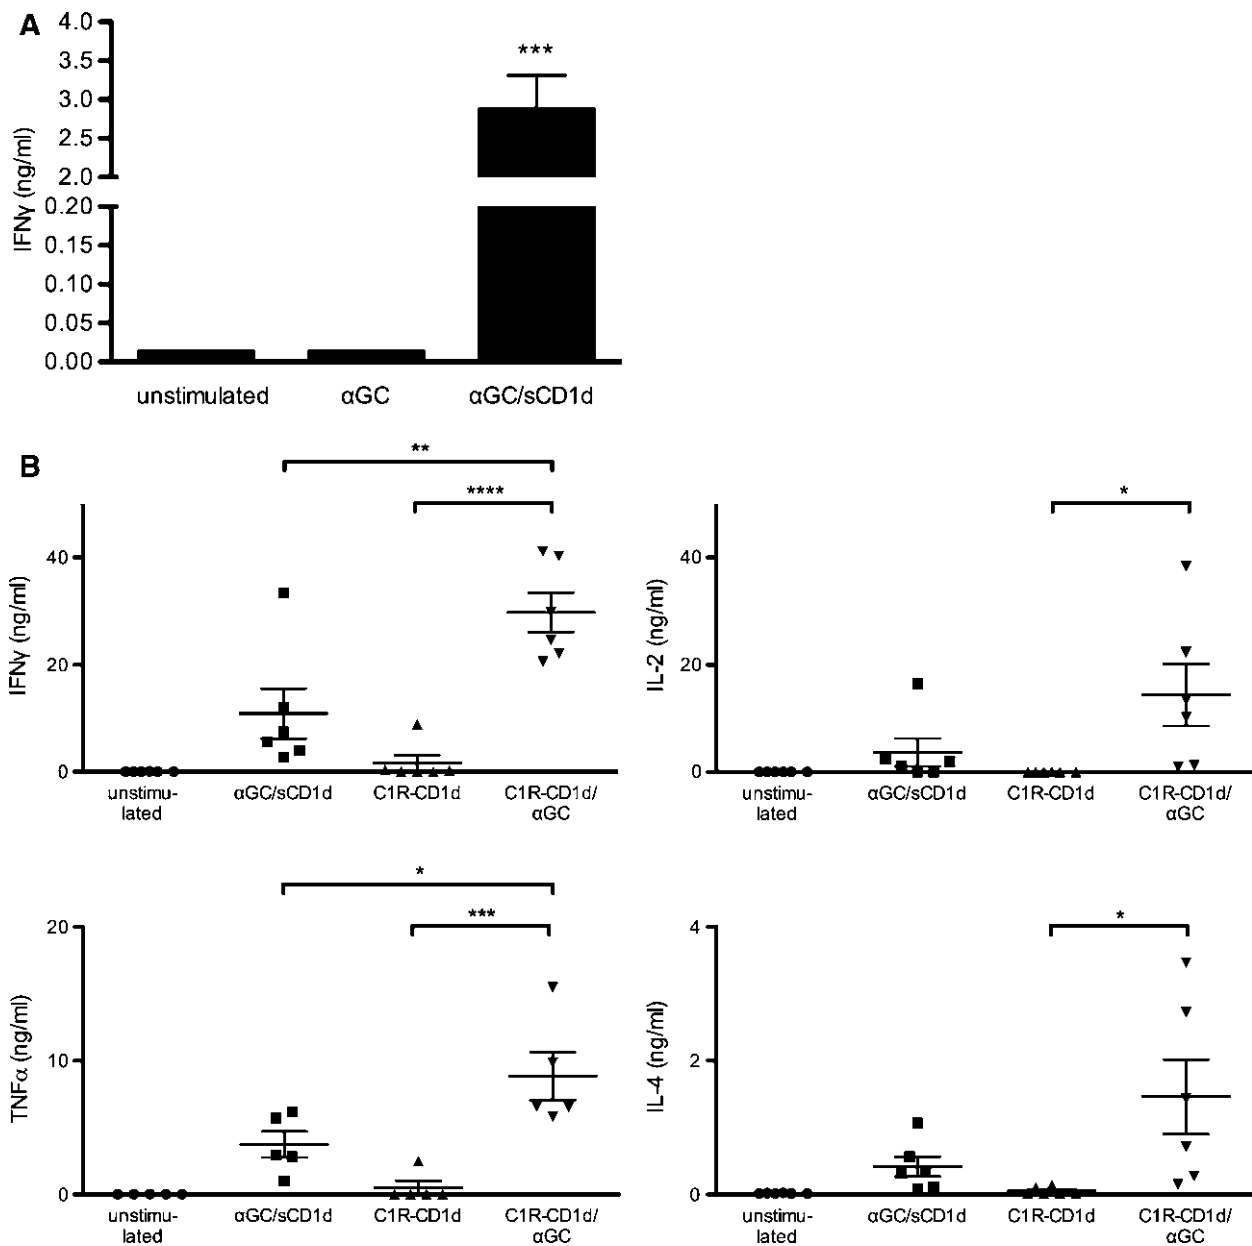 A
IFNγ (ng/ml)
4.0
3.5
3.0
2.5
2.0
0.20
0.15
0.10
0.05
0.00
***
unstimulated αGC αGC/sCD1d
B
**
****
IFNγ (ng/ml)
40
20
0
unstimu-
lated
αGC/sCD1d
C1R-CD1d
C1R-CD1d/
αGC
*
IL-2 (ng/ml)
40
20
0
unstimu-
lated
αGC/sCD1d
C1R-CD1d
C1R-CD1d/
αGC
*
***
TNFα (ng/ml)
20
10
0
unstimu-
lated
αGC/sCD1d
C1R-CD1d
C1R-CD1d/
αGC
*
IL-4 (ng/ml)
4
2
0
unstimu-
lated
αGC/sCD1d
C1R-CD1d
C1R-CD1d/
αGC